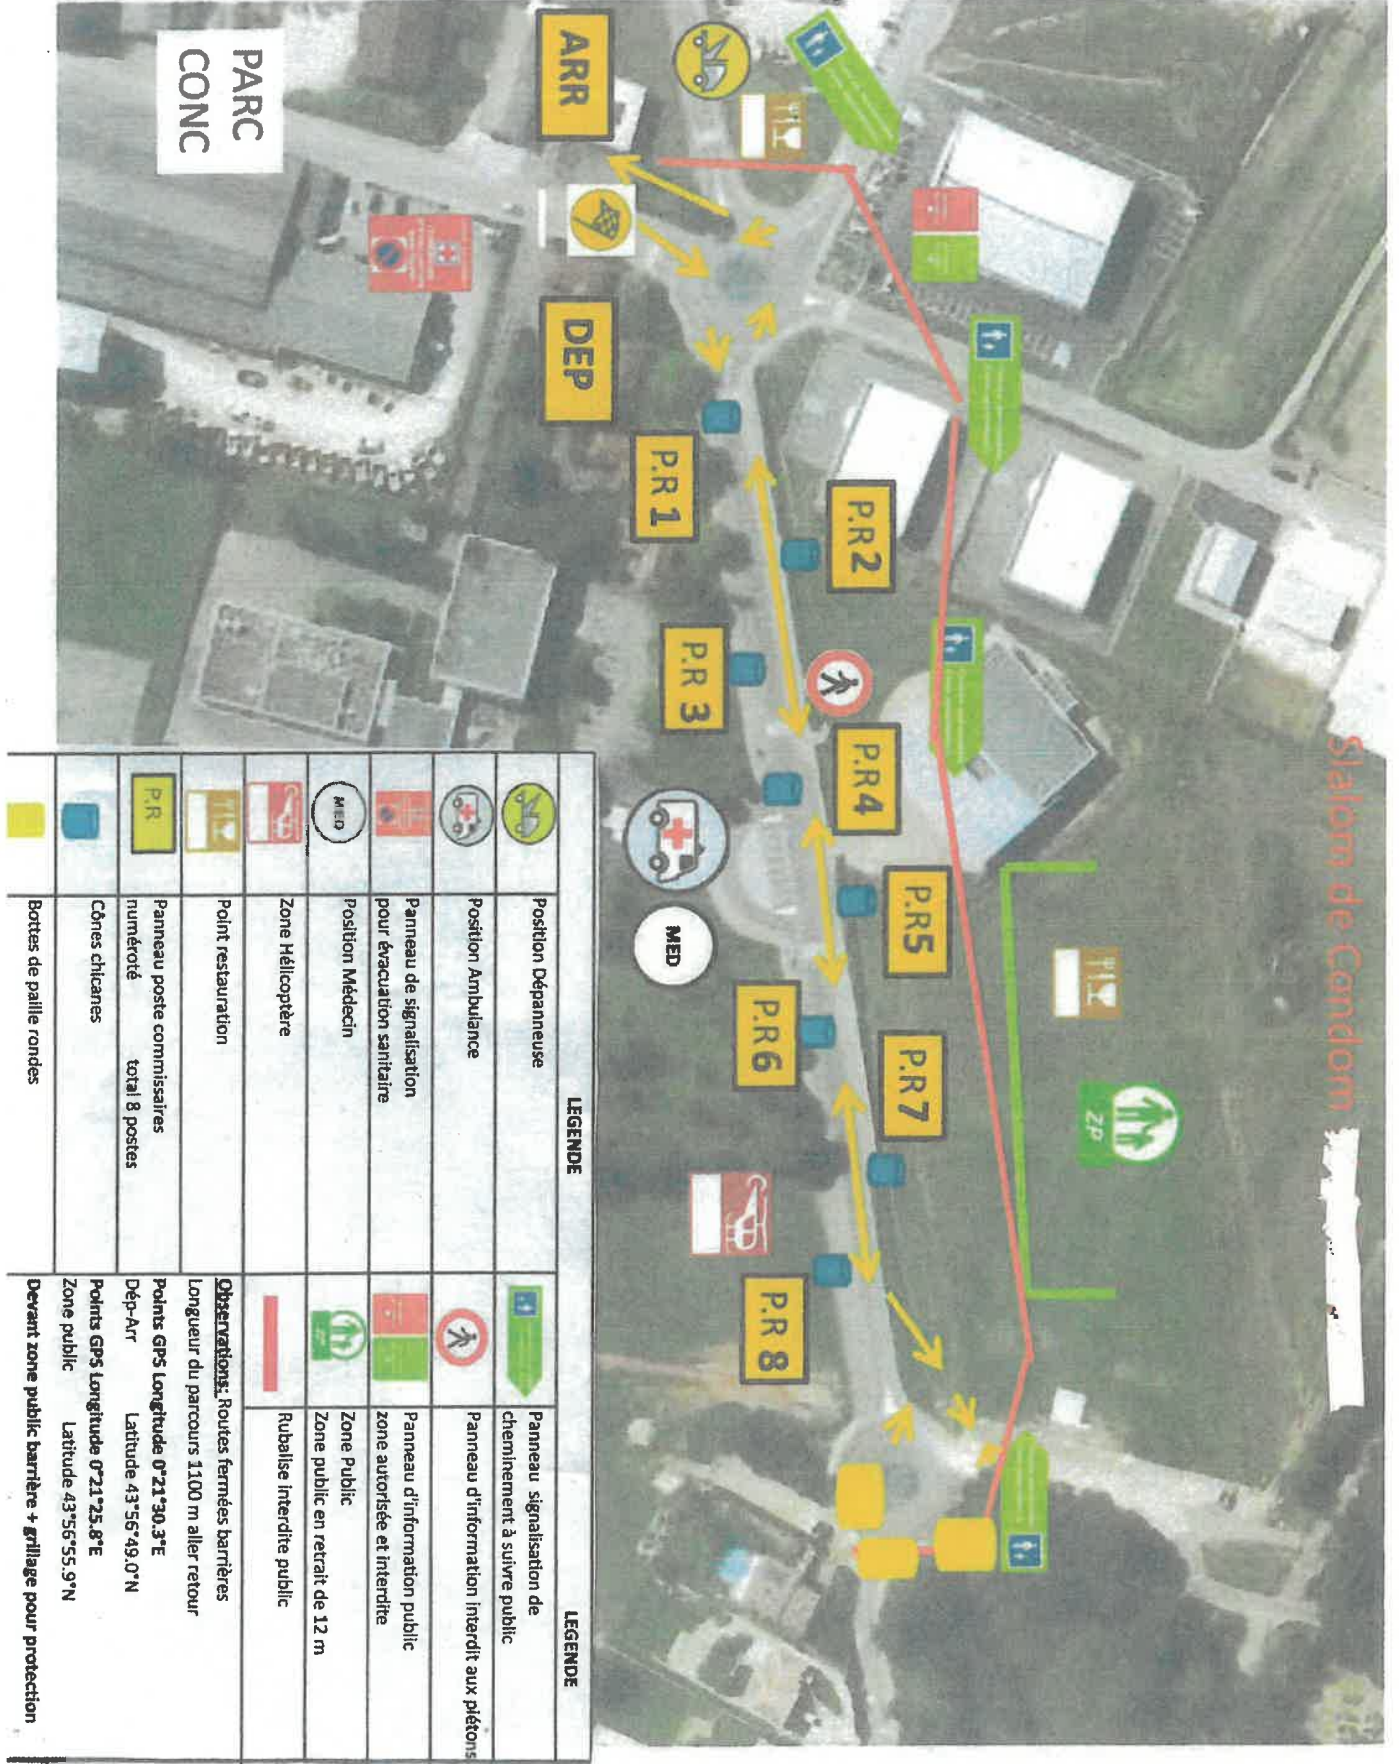 Slalom de Condom
PARC
CONC
ARR
DEP
P.R 1
P.R 2
P.R 3
P.R 4
P.R 5
P.R 6
P.R 7
P.R 8
MED
ZP
LEGENDE
Position Dépanneuse
Position Ambulance
Panneau de signalisation
pour évacuation sanitaire
MED
Position Médecin
Zone Hélicoptère
Point restauration
P.R
Panneau poste commissaires
numéroté total 8 postes
Cônes chicanes
Bottes de paille rondes
LEGENDE
Panneau signalisation de
cheminement à suivre public
Panneau d'information interdit aux piétons
Panneau d'information public
zone autorisée et interdite
ZP
Zone Public
Zone public en retrait de 12 m
Rubalise interdite public
Observations: Routes fermées barrières
Longueur du parcours 1100 m aller retour
Points GPS Longitude 0°21°30.3°E
Dép-Arr Latitude 43°56°49.0°N
Points GPS Longitude 0°21°25.8°E
Zone public Latitude 43°56°55.9°N
Devant zone public barrière + grillage pour protection